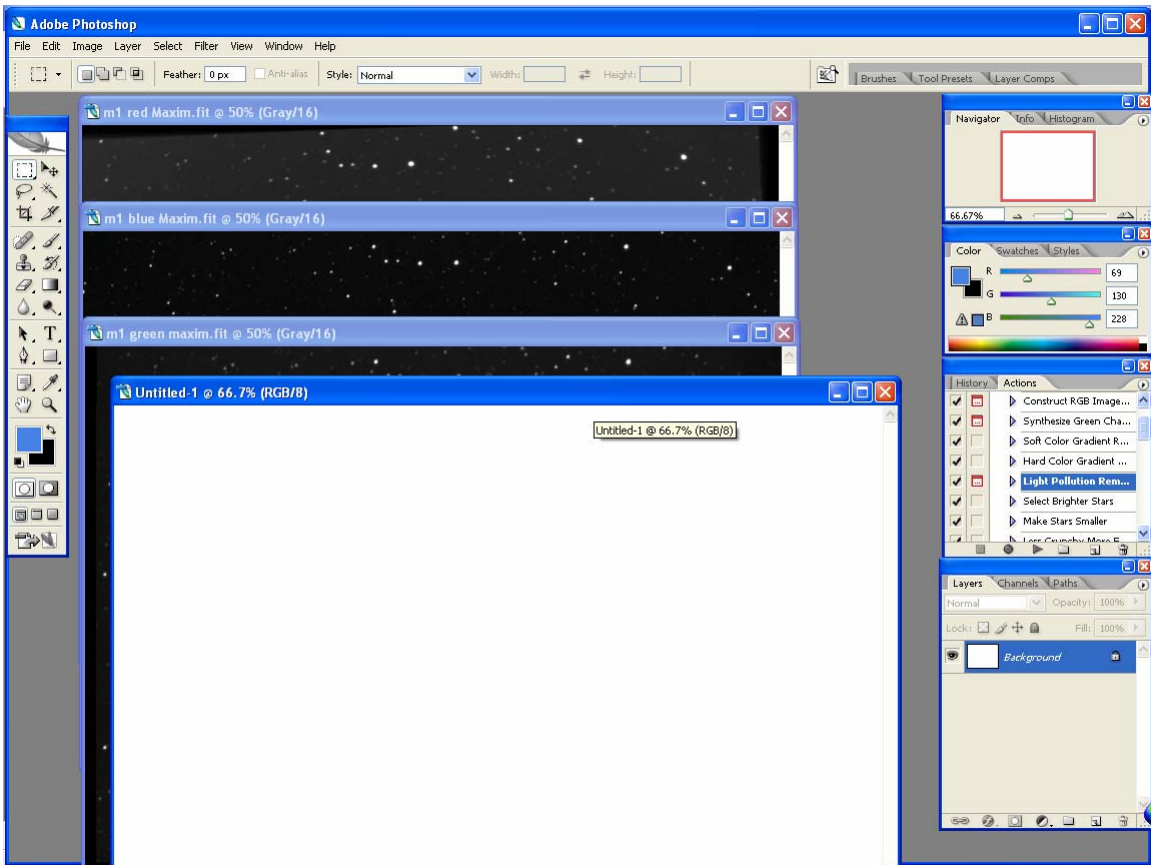 Adobe Photoshop
File Edit Image Layer Select Filter View Window Help
Feather: 0 px Anti-alias Style: Normal Width: Height: Brushes Tool Presets Layer Comps
m1 red Maxim.fit @ 50% (Gray/16)
m1 blue Maxim.fit @ 50% (Gray/16)
m1 green maxim.fit @ 50% (Gray/16)
Untitled-1 @ 66.7% (RGB/8)
Untitled-1 @ 66.7% (RGB/8)
T
Navigator Info Histogram
66.67%
Color Swatches Styles
R 69
G 130
B 228
History Actions
Construct RGB Image...
Synthesize Green Cha...
Soft Color Gradient R...
Hard Color Gradient ...
Light Pollution Rem...
Select Brighter Stars
Make Stars Smaller
Less Crunchy More F...
Layers Channels Paths
Normal Opacity: 100%
Lock: Fill: 100%
Background